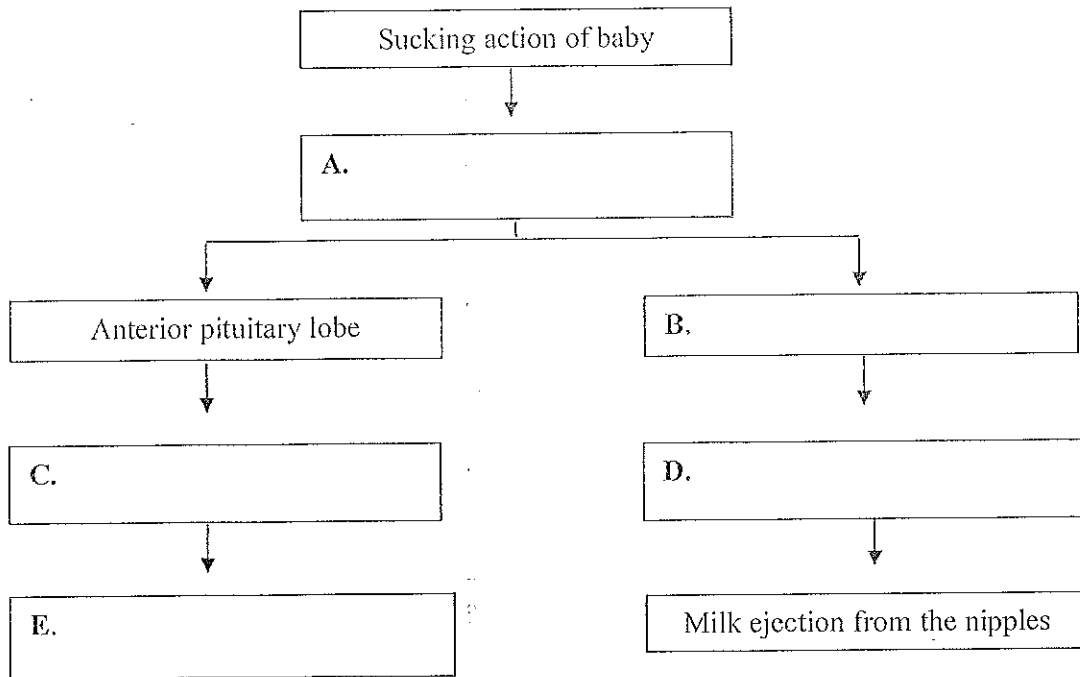 Sucking action of baby
A.
Anterior pituitary lobe
B.
C.
D.
E.
Milk ejection from the nipples